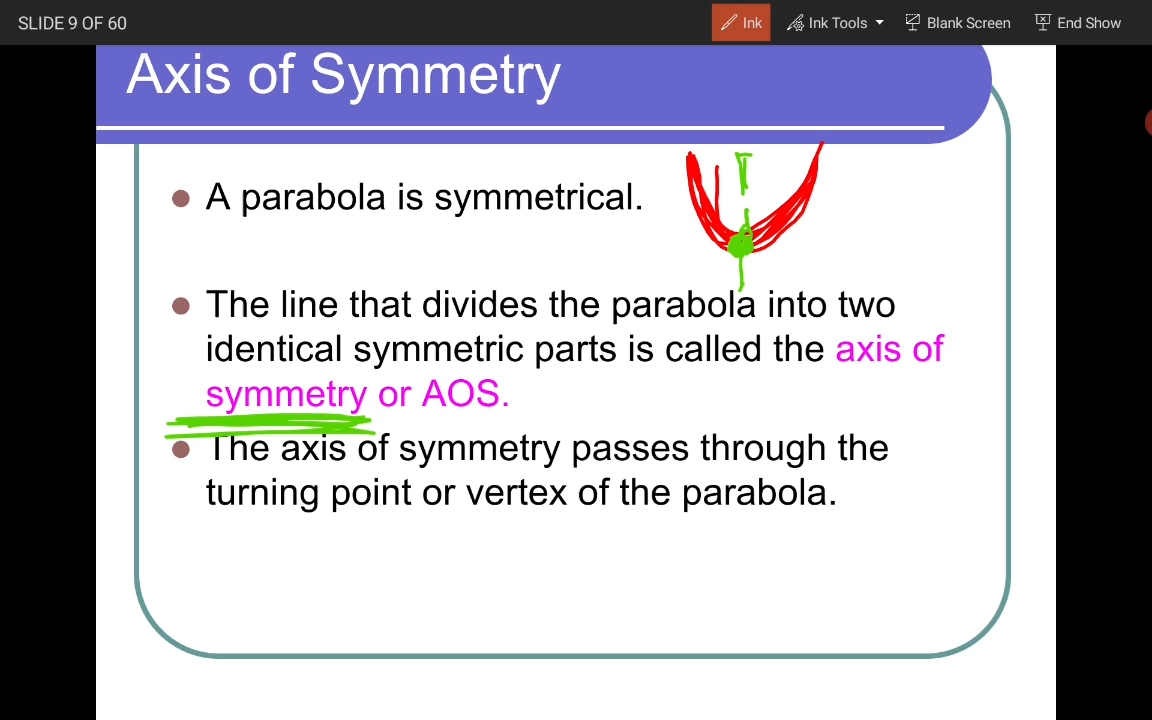 SLIDE 9 OF 60
Ink
Ink Tools
Blank Screen
End Show
Axis of Symmetry
A parabola is symmetrical.
The line that divides the parabola into two
identical symmetric parts is called the axis of
symmetry or AOS.
The axis of symmetry passes through the
turning point or vertex of the parabola.